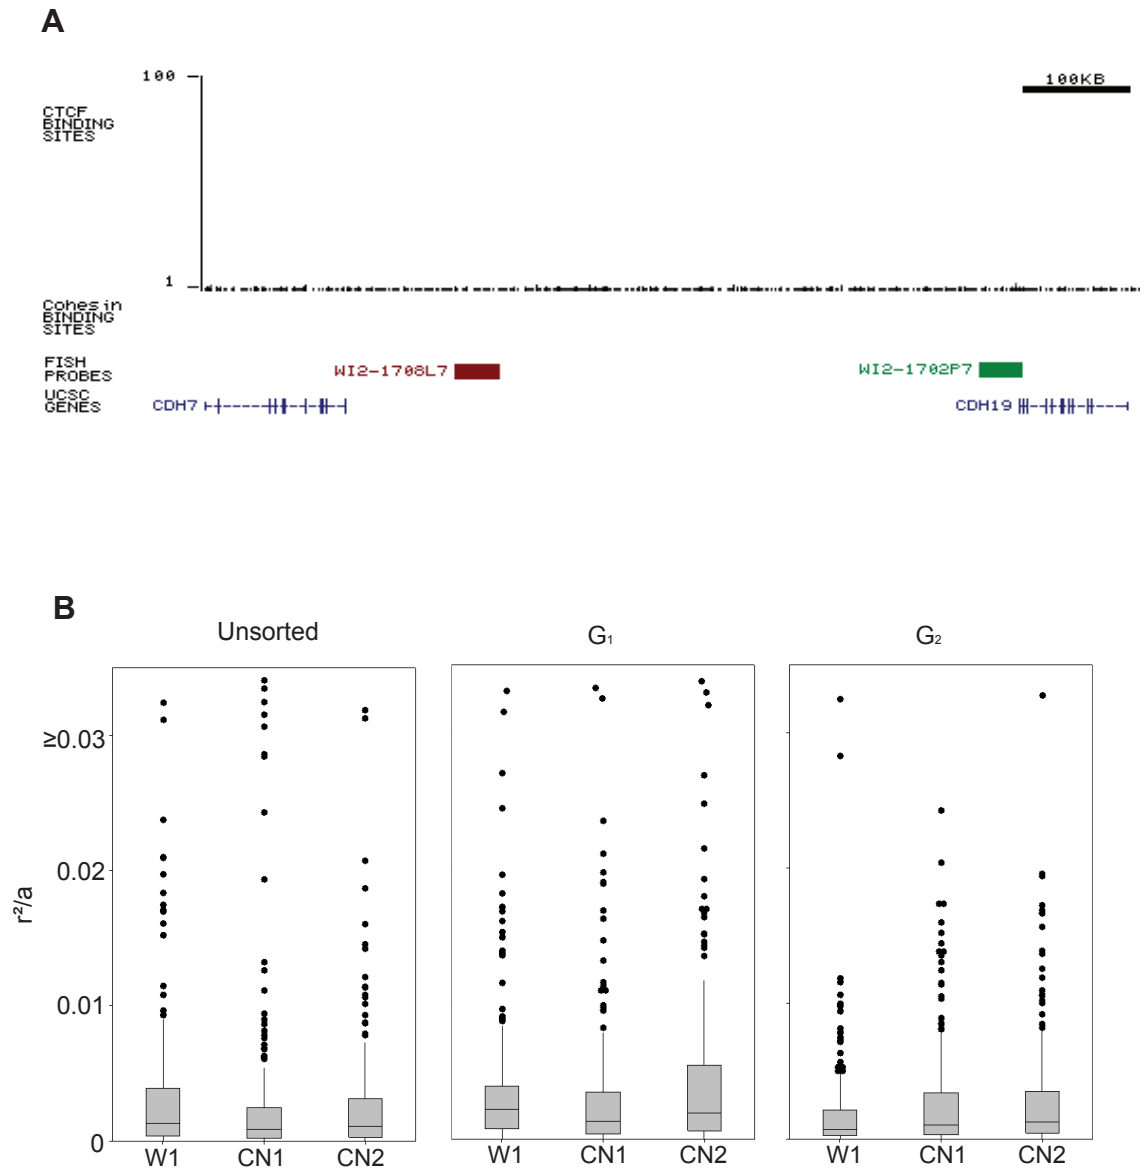 A
100
100KB
CTCF
BINDING
SITES
1
Cohesin
BINDING
SITES
FISH
PROBES
WI2-1708L7
WI2-1702P7
UCSC
GENES
CDH7
CDH19
B
Unsorted
G₁
G₂
≥0.03
0.02
r²/a
0.01
0
W1 CN1 CN2 W1 CN1 CN2 W1 CN1 CN2